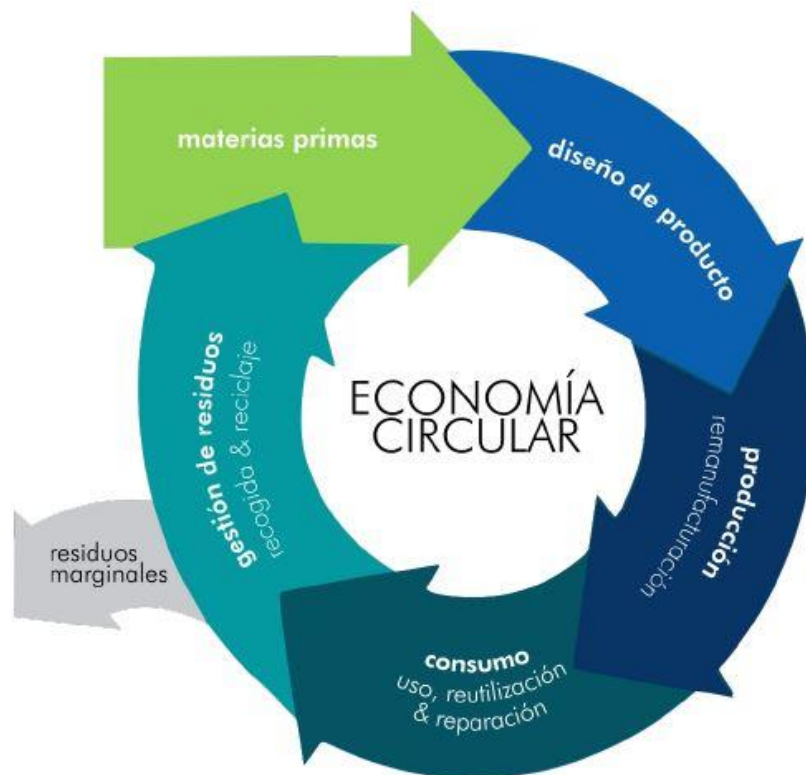 materias primas
diseño de producto
producción
remanufacturación
consumo
uso, reutilización
& reparación
gestión de residuos
recogida & reciclaje
residuos
marginales
ECONOMÍA
CIRCULAR